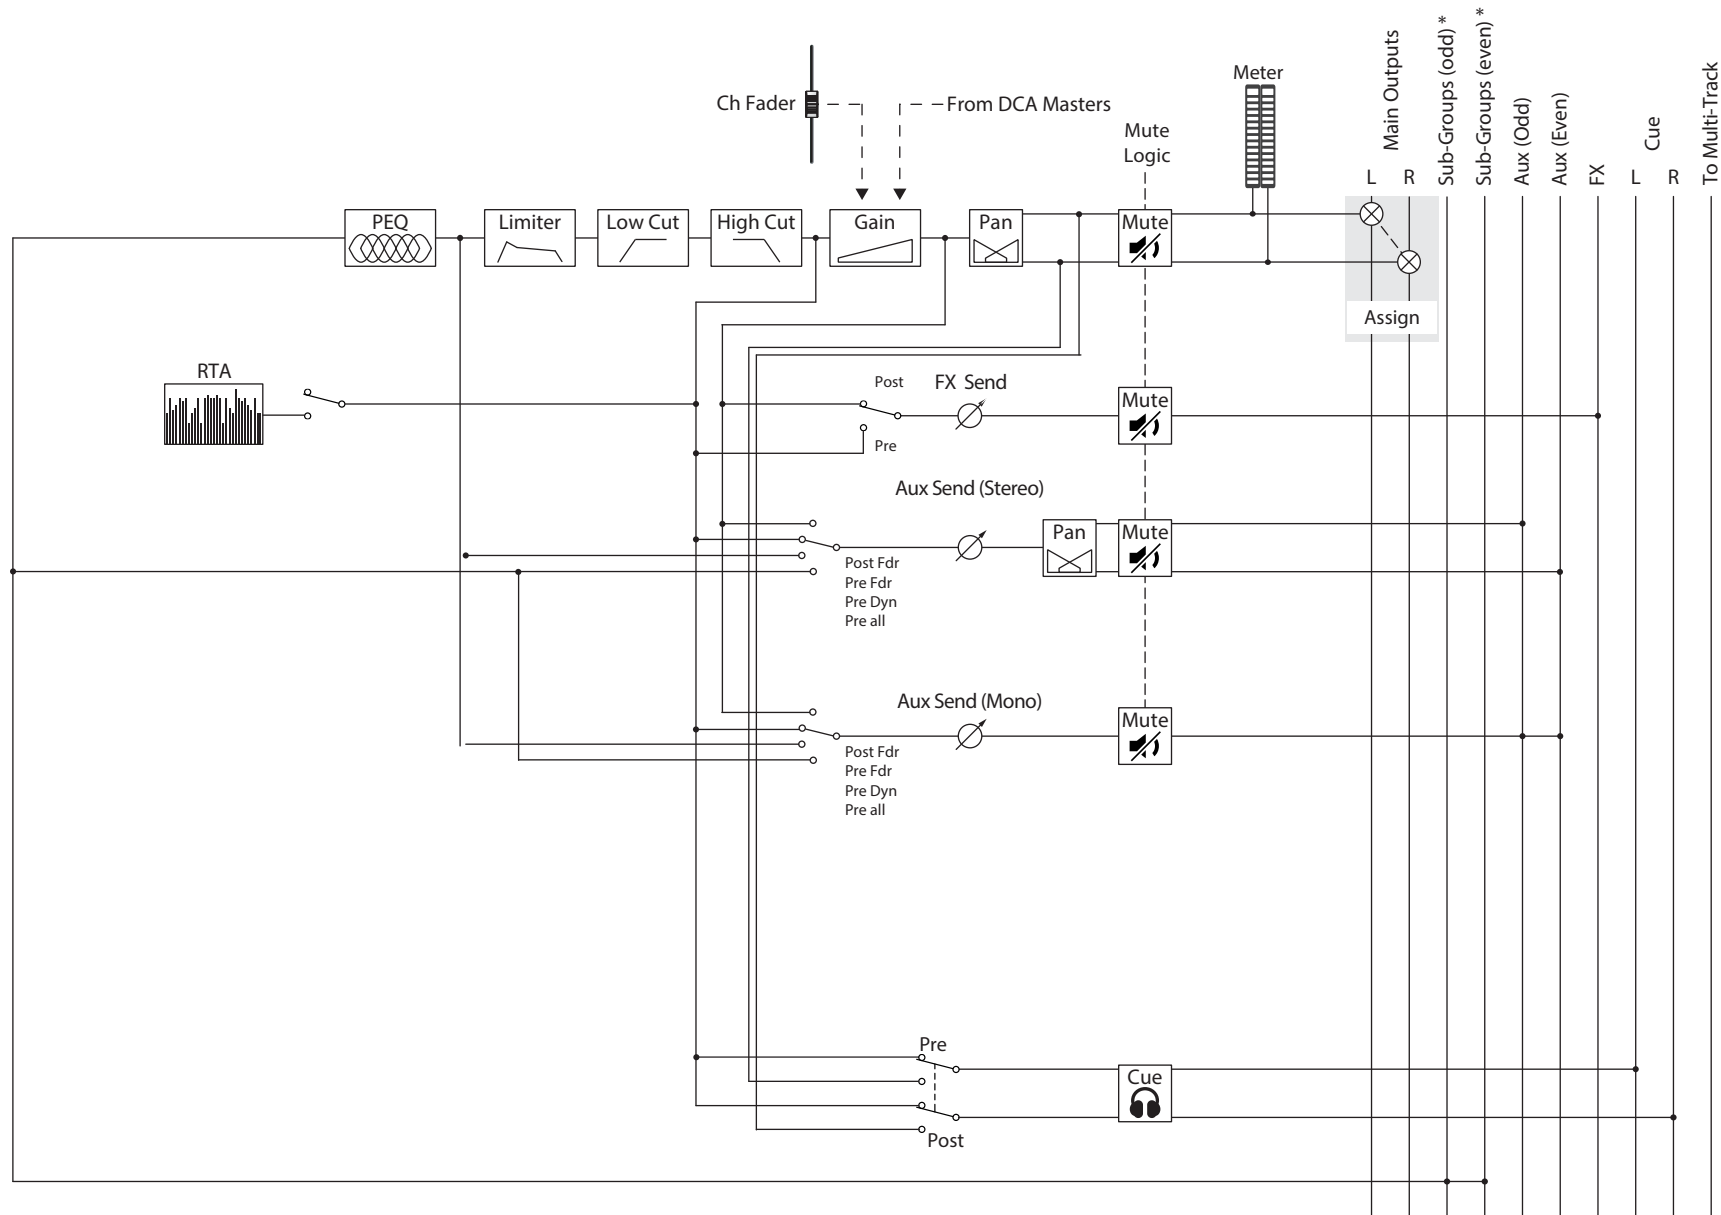 Main Outputs
Sub-Groups (odd) *
Sub-Groups (even) *
Aux (Odd)
Aux (Even)
FX
Cue
To Multi-Track
L
R
L
R
Meter
Ch Fader
From DCA Masters
Mute
Logic
PEQ
Limiter
Low Cut
High Cut
Gain
Pan
Mute
Assign
RTA
Post
FX Send
Mute
Pre
Aux Send (Stereo)
Pan
Mute
Post Fdr
Pre Fdr
Pre Dyn
Pre all
Aux Send (Mono)
Mute
Post Fdr
Pre Fdr
Pre Dyn
Pre all
Pre
Cue
Post